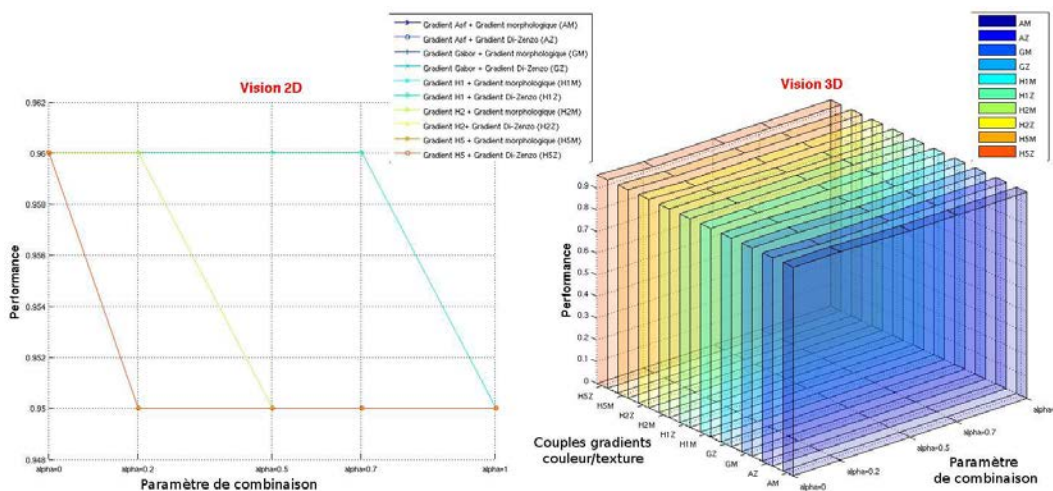 Gradient Asf + Gradient morphologique (AM)
Gradient Asf + Gradient Di-Zenzo (AZ)
Gradient Gabor + Gradient morphologique (GM)
Gradient Gabor + Gradient Di-Zenzo (GZ)
Gradient H1 + Gradient morphologique (H1M)
Gradient H1 + Gradient Di-Zenzo (H1Z)
Gradient H2 + Gradient morphologique (H2M)
Gradient H2+ Gradient Di-Zenzo (H2Z)
Gradient H5 + Gradient morphologique (H5M)
Gradient H5 + Gradient Di-Zenzo (H5Z)
Vision 2D
0.962
0.96
0.958
0.956
0.954
0.952
0.95
0.948
Performance
alpha=0
alpha=0.2
alpha=0.5
alpha=0.7
alpha=1
Paramètre de combinaison
Vision 3D
AM
AZ
GM
GZ
H1M
H1Z
H2M
H2Z
H5M
H5Z
0.9
0.8
0.7
0.6
0.5
0.4
0.3
0.2
0.1
0
Performance
H5Z
H5M
H2Z
H2M
H1Z
H1M
GZ
GM
AZ
AM
Couples gradients
couleur/texture
alpha=0
alpha=0.2
alpha=0.5
alpha=0.7
alpha=
Paramètre
de combinaison